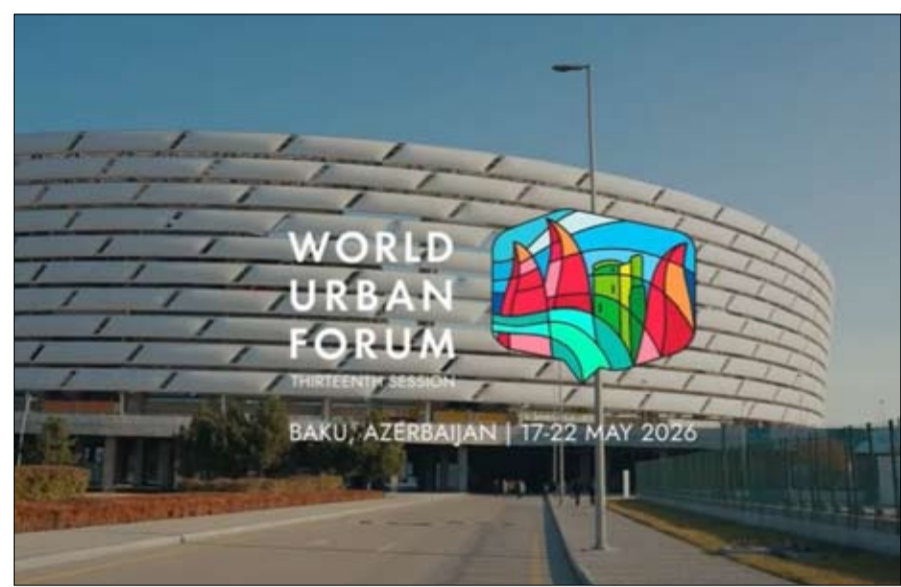 WORLD
URBAN
FORUM
THIRTEENTH SESSION
BAKU, AZERBAIJAN | 17-22 MAY 2026